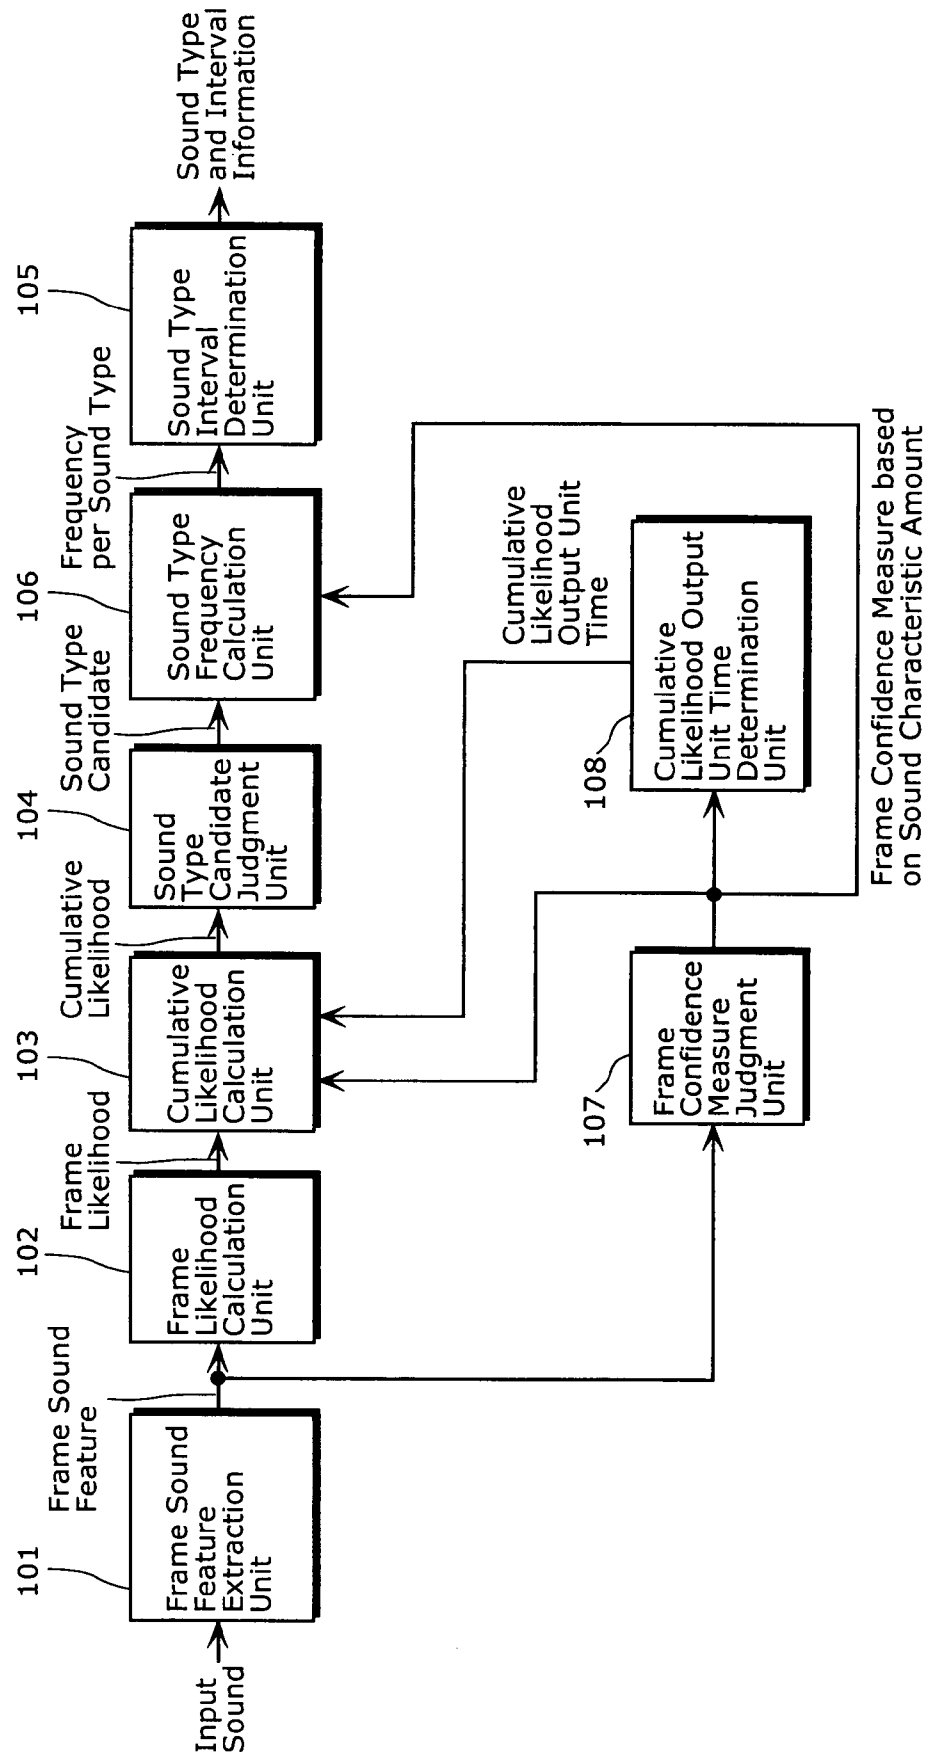 Input
Sound
101
Frame Sound
Feature
Extraction
Unit
Frame Sound
Feature
102
Frame
Likelihood
Calculation
Unit
Frame
Likelihood
103
Cumulative
Likelihood
Calculation
Unit
Cumulative
Likelihood
104
Sound
Type
Candidate
Judgment
Unit
Sound Type
Candidate
106
Sound Type
Frequency
Calculation
Unit
Frequency
per Sound Type
105
Sound Type
Interval
Determination
Unit
Sound Type
and Interval
Information
107
Frame
Confidence
Measure
Judgment
Unit
108
Cumulative
Likelihood Output
Unit Time
Determination
Unit
Cumulative
Likelihood
Output Unit
Time
Frame Confidence Measure based
on Sound Characteristic Amount